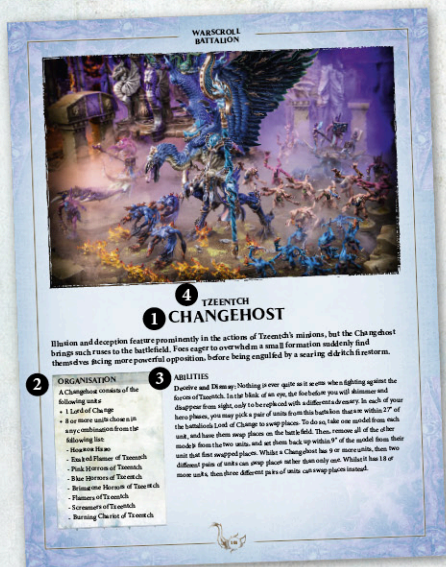 WARSCROLL
BATTALION
4
TZEENTCH
1 CHANGEHOST
Illusion and deception feature prominently in the actions of Tzeentch's minions, but the Changehost
brings such ruses to the battlefield. Foes eager to overwhelm a small formation suddenly find
themselves facing more powerful opposition, before being engulfed by a searing eldritch firestorm.
2 ORGANISATION
A Changehost consists of the
following units:
• 1 Lord of Change
• 8 or more units chosen in
any combination from the
following list:
- Exalted Flamer of Tzeentch
- Pink Horrors of Tzeentch
- Blue Horrors of Tzeentch
- Brimstone Horrors of Tzeentch
- Flamers of Tzeentch
- Screamers of Tzeentch
- Burning Chariot of Tzeentch
3 ABILITIES
Deceive and Dismay: Nothing is ever quite as it seems when fighting against the
forces of Tzeentch. In the blink of an eye, the foe before you will shimmer and
disappear from sight, only to be replaced with a different adversary. In each of your
hero phases, you may pick a pair of units from this battalion that are within 27" of
the battalion's Lord of Change to swap places. To do so, take one model from each
unit, and have them swap places on the battlefield. Then, remove all of the other
models from the two units, and set them back up within 9" of the model from their
unit that first swapped places. Whilst a Changehost has 9 or more units, then two
different pairs of units can swap places rather than only one. Whilst it has 18 or
more units, then three different pairs of units can swap places instead.